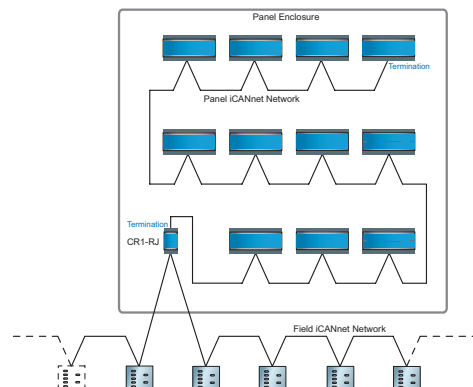 Panel Enclosure
Termination
Panel iCANnet Network
Termination
CR1-RJ
Field iCANnet Network